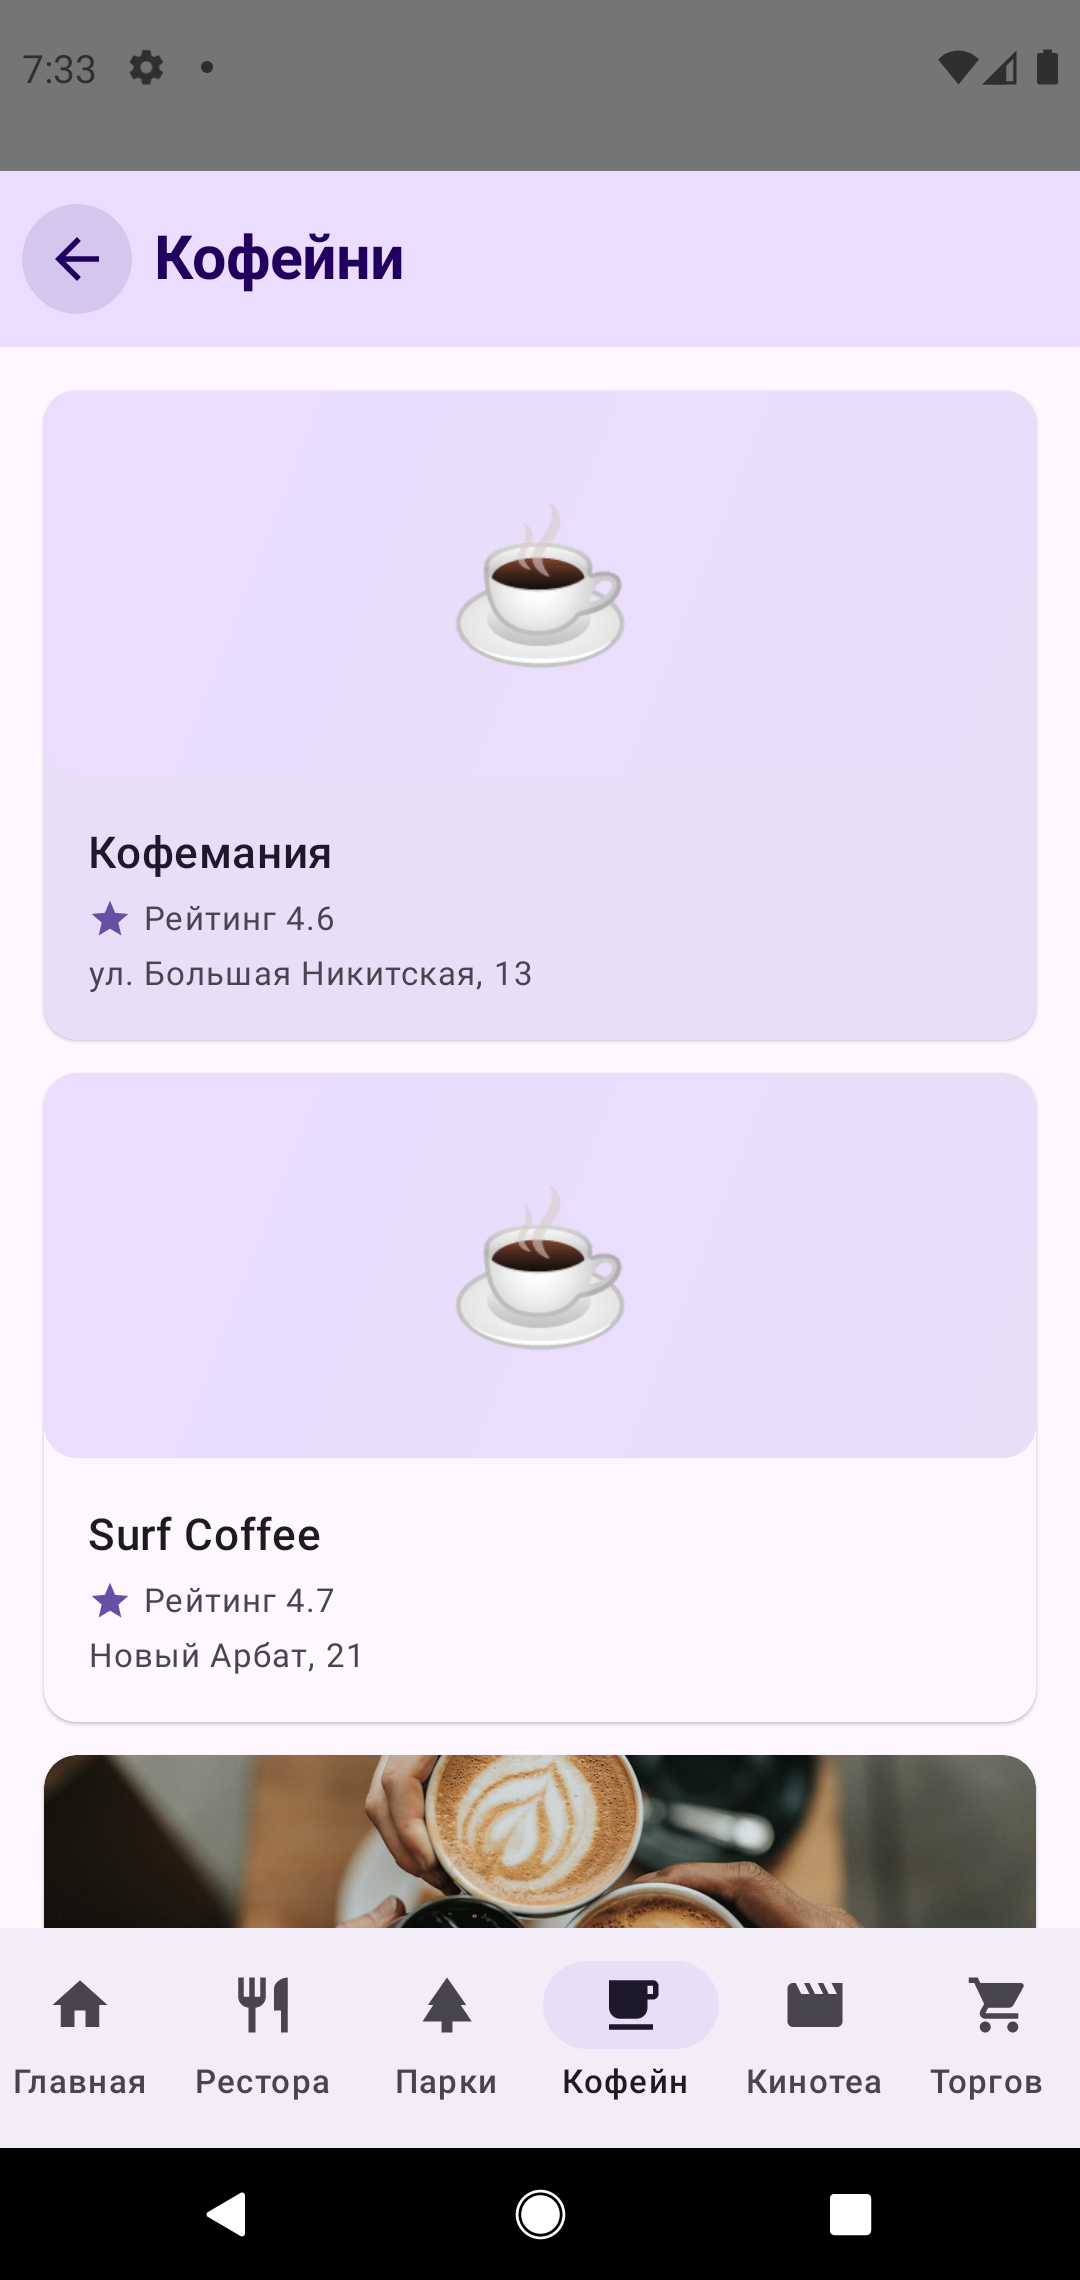 7:33
Кофейни
Кофемания
Рейтинг 4.6
ул. Большая Никитская, 13
Surf Coffee
Рейтинг 4.7
Новый Арбат, 21
Главная
Рестора
Парки
Кофейн
Кинотеа
Торгов